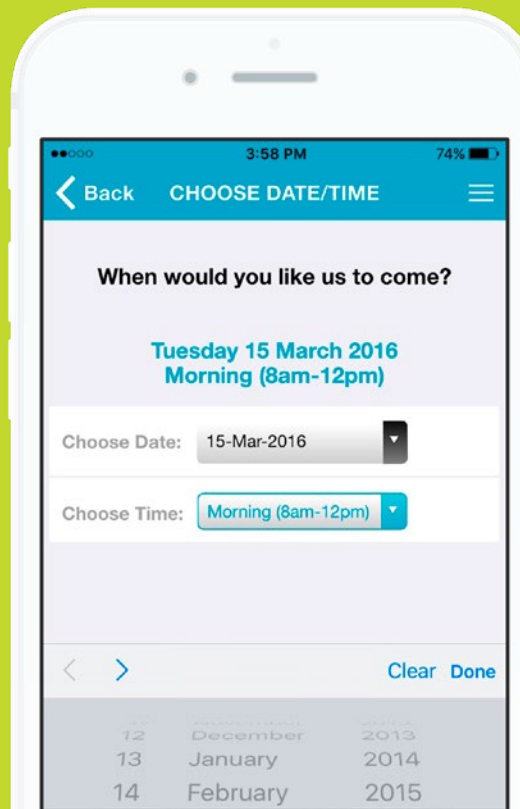 3:58 PM 74%
Back CHOOSE DATE/TIME
When would you like us to come?
Tuesday 15 March 2016
Morning (8am-12pm)
Choose Date: 15-Mar-2016
Choose Time: Morning (8am-12pm)
Clear Done
12 December 2013
13 January 2014
14 February 2015